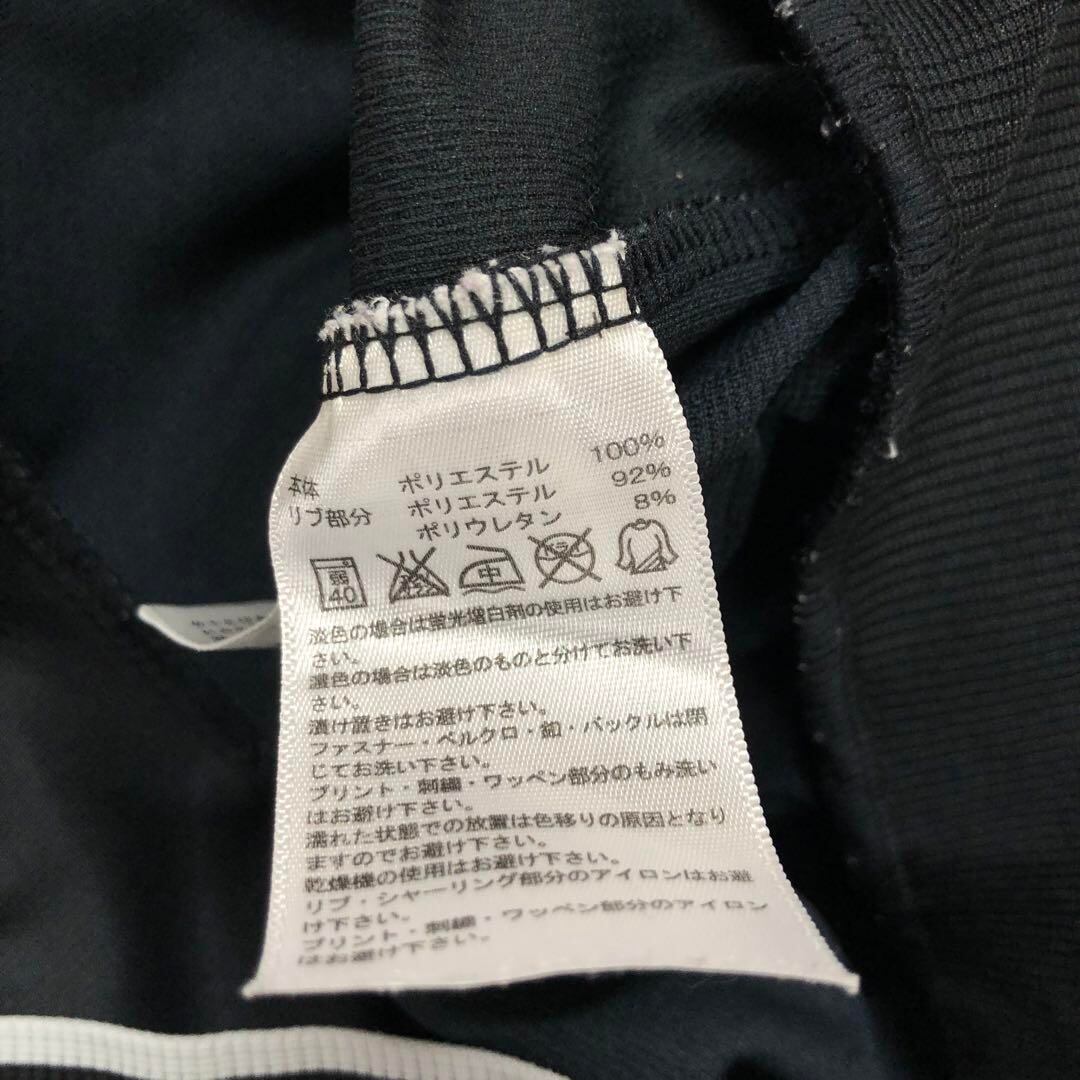 本体 ポリエステル 100%
リブ部分 ポリエステル 92%
ポリウレタン 8%
弱 40 中
淡色の場合は蛍光増白剤の使用はお避け下
さい。
濃色の場合は淡色のものと分けてお洗い下
さい。
漬け置きはお避け下さい。
ファスナー・ベルクロ・釦・バックルは閉
じてお洗い下さい。
プリント・刺繍・ワッペン部分のもみ洗い
はお避け下さい。
濡れた状態での放置は色移りの原因となり
ますのでお避け下さい。
乾燥機の使用はお避け下さい。
リブ・シャーリング部分のアイロンはお避
け下さい。
プリント・刺繍・ワッペン部分のアイロン
はお避け下さい。